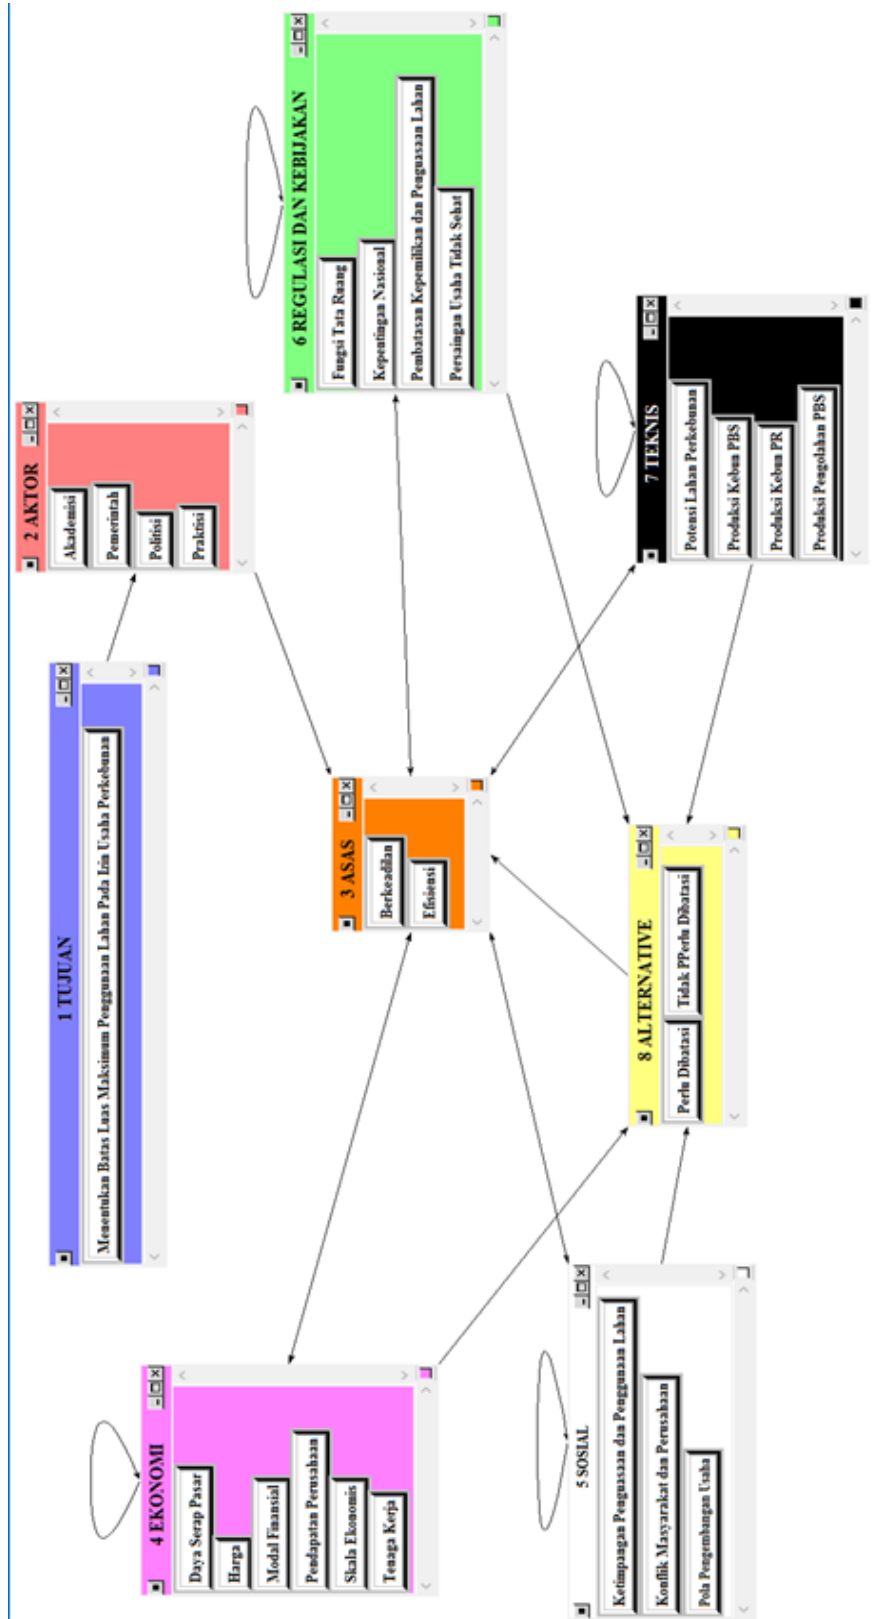 1 TUJUAN
Menentukan Batas Luas Maksimum Penggunaan Lahan Pada Izin Usaha Perkebunan
2 AKTOR
Akademisi
Pemerintah
Politisi
Praktisi
4 EKONOMI
Daya Serap Pasar
Harga
Modal Finansial
Pendapatan Perusahaan
Skala Ekonomis
Tenaga Kerja
3 ASAS
Berkeadilan
Efisiensi
6 REGULASI DAN KEBIJAKAN
Fungsi Tata Ruang
Kepentingan Nasional
Pembatasan Kepemilikan dan Penguasaan Lahan
Persaingan Usaha Tidak Sehat
5 SOSIAL
Ketimpangan Penguasaan dan Penggunaan Lahan
Konflik Masyarakat dan Perusahaan
Pola Pengembangan Usaha
8 ALTERNATIVE
Perlu Dibatasi
Tidak PPerlu Dibatasi
7 TEKNIS
Potensi Lahan Perkebunan
Produksi Kebun PBS
Produksi Kebun PR
Produksi Pengolahan PBS